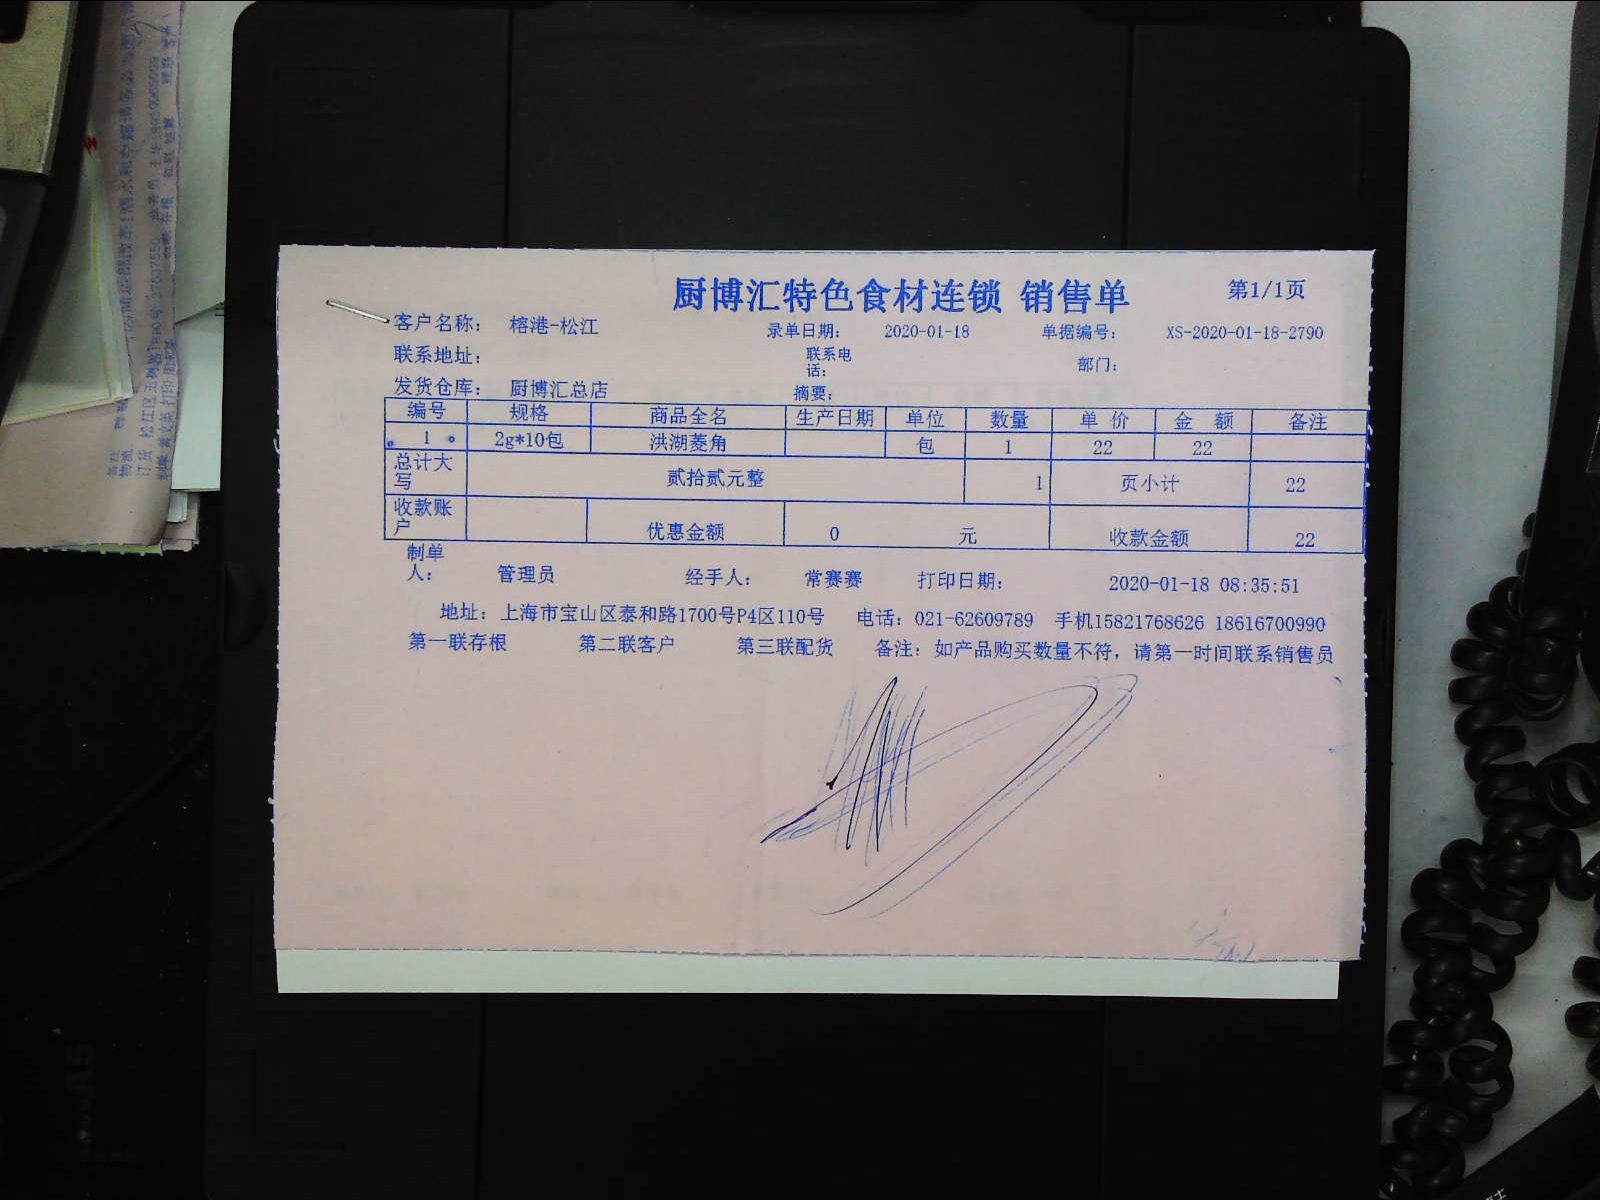 厨博汇特色食材连锁 销售单 第1/1页
客户名称： 榕港-松江 录单日期： 2020-01-18 单据编号： XS-2020-01-18-2790
联系地址： 联系电话： 部门：
发货仓库： 厨博汇总店 摘要：
编号 规格 商品全名 生产日期 单位 数量 单 价 金 额 备注
1 2g*10包 洪湖菱角 包 1 22 22
总计大写 贰拾贰元整 1 页小计 22
收款账户 优惠金额 0 元 收款金额 22
制单人： 管理员 经手人： 常赛赛 打印日期： 2020-01-18 08:35:51
地址：上海市宝山区泰和路1700号P4区110号 电话：021-62609789 手机15821768626 18616700990
第一联存根 第二联客户 第三联配货 备注：如产品购买数量不符，请第一时间联系销售员